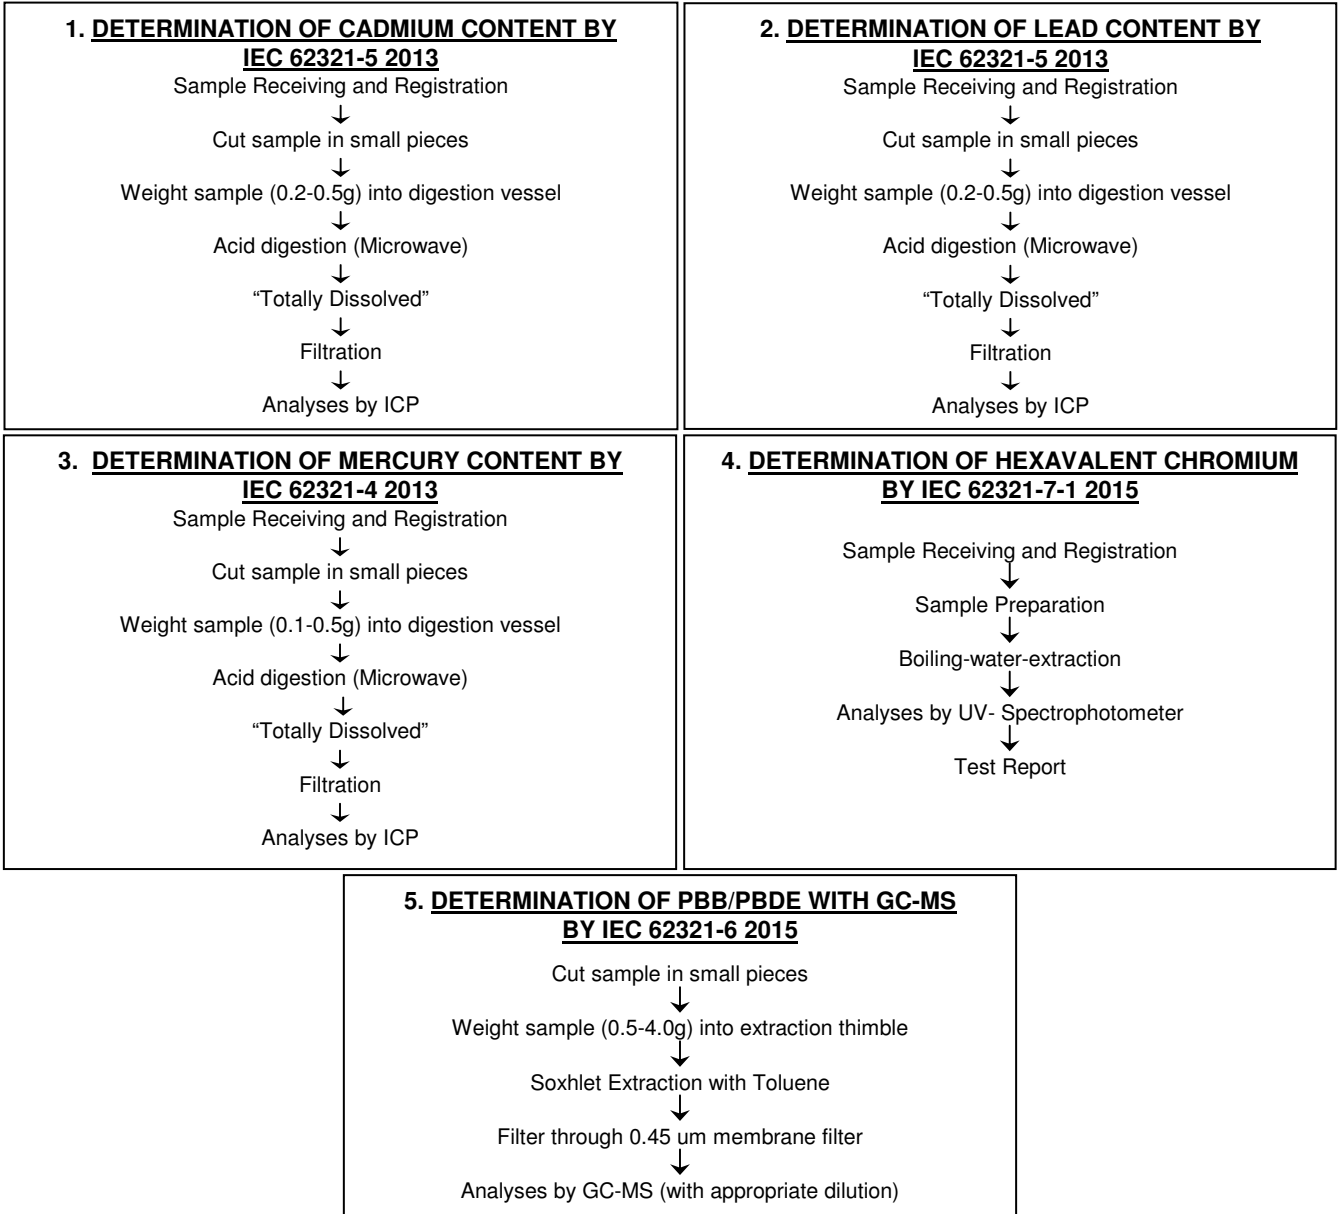 1. DETERMINATION OF CADMIUM CONTENT BY
IEC 62321-5 2013
Sample Receiving and Registration
Cut sample in small pieces
Weight sample (0.2-0.5g) into digestion vessel
Acid digestion (Microwave)
“Totally Dissolved”
Filtration
Analyses by ICP
2. DETERMINATION OF LEAD CONTENT BY
IEC 62321-5 2013
Sample Receiving and Registration
Cut sample in small pieces
Weight sample (0.2-0.5g) into digestion vessel
Acid digestion (Microwave)
“Totally Dissolved”
Filtration
Analyses by ICP
3. DETERMINATION OF MERCURY CONTENT BY
IEC 62321-4 2013
Sample Receiving and Registration
Cut sample in small pieces
Weight sample (0.1-0.5g) into digestion vessel
Acid digestion (Microwave)
“Totally Dissolved”
Filtration
Analyses by ICP
4. DETERMINATION OF HEXAVALENT CHROMIUM
BY IEC 62321-7-1 2015
Sample Receiving and Registration
Sample Preparation
Boiling-water-extraction
Analyses by UV- Spectrophotometer
Test Report
5. DETERMINATION OF PBB/PBDE WITH GC-MS
BY IEC 62321-6 2015
Cut sample in small pieces
Weight sample (0.5-4.0g) into extraction thimble
Soxhlet Extraction with Toluene
Filter through 0.45 um membrane filter
Analyses by GC-MS (with appropriate dilution)